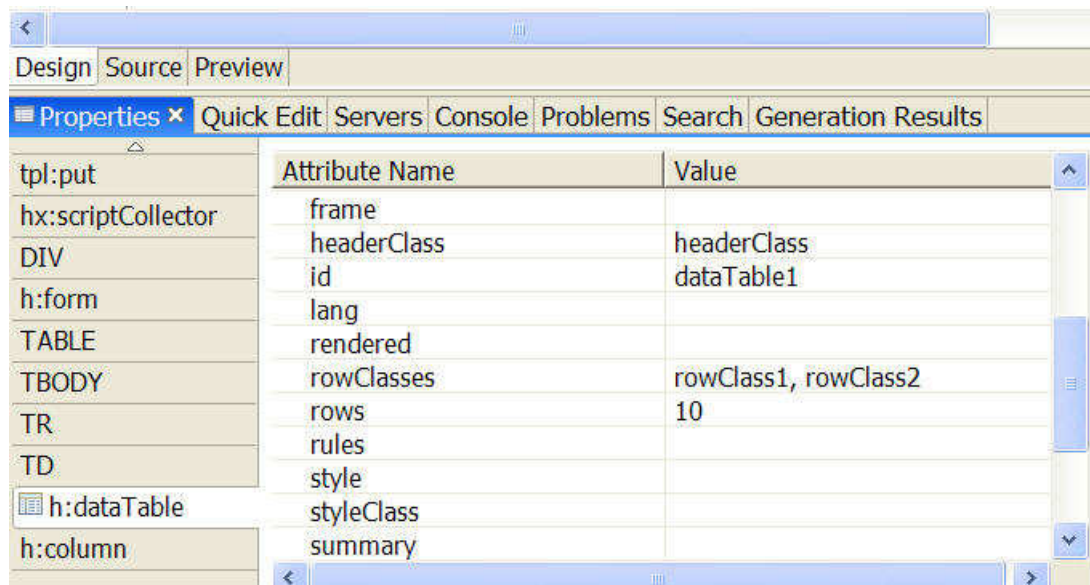 Design Source Preview
Properties Quick Edit Servers Console Problems Search Generation Results
tpl:put
hx:scriptCollector
DIV
h:form
TABLE
TBODY
TR
TD
h:dataTable
h:column
Attribute Name Value
frame
headerClass headerClass
id dataTable1
lang
rendered
rowClasses rowClass1, rowClass2
rows 10
rules
style
styleClass
summary